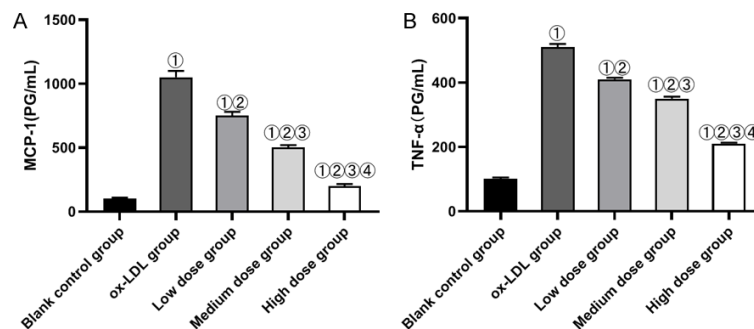 A
MCP-1(PG/mL)
1500
1000
500
0
①
①②
①②③
①②③④
Blank control group
ox-LDL group
Low dose group
Medium dose group
High dose group
B
TNF-α(PG/mL)
600
400
200
0
①
①②
①②③
①②③④
Blank control group
ox-LDL group
Low dose group
Medium dose group
High dose group